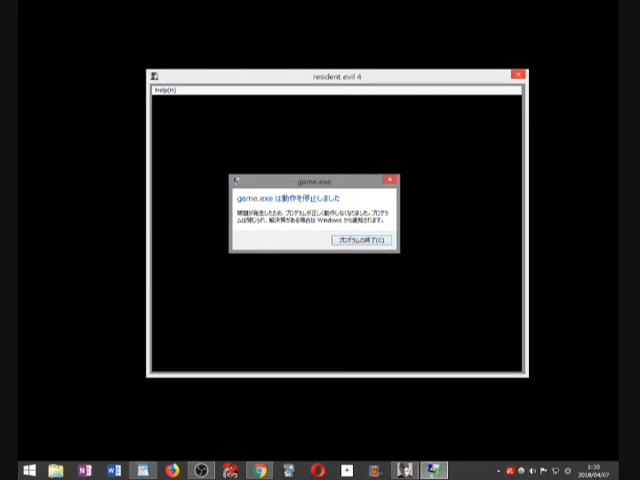 resident evil 4
Help(H)
game.exe
game.exe は動作を停止しました
問題が発生したため、プログラムが正しく動作しなくなりました。プログラ
ムは閉じられ、解決策がある場合は Windows から通知されます。
プログラムの終了(C)
1:10
2018/04/07